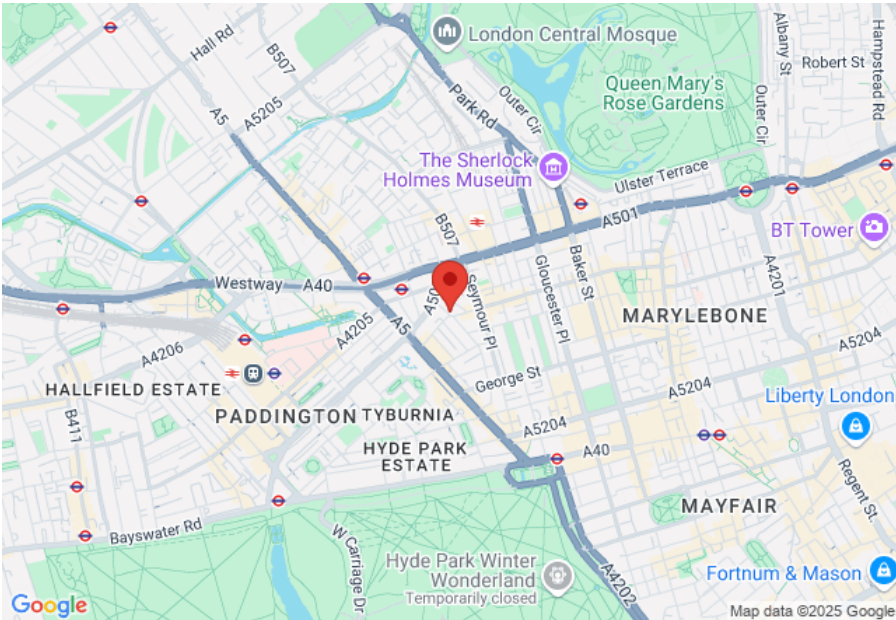 Hall Rd
B507
London Central Mosque
Albany St
Hampstead Rd
Robert St
Queen Mary's
Rose Gardens
Outer Cir
Outer Cir
A5205
A5
Park Rd
The Sherlock
Holmes Museum
Ulster Terrace
B507
A501
BT Tower
Westway
A40
A50
Seymour Pl
Gloucester Pl
Baker St
A4201
MARYLEBONE
A4205
A5
A4206
A5204
HALLFIELD ESTATE
George St
A5204
B411
PADDINGTON
TYBURNIA
Liberty London
A5204
HYDE PARK
ESTATE
A40
Regent St.
MAYFAIR
Bayswater Rd
W Carriage Dr
Hyde Park Winter
Wonderland
Temporarily closed
A4202
Fortnum & Mason
Google
Map data ©2025 Google